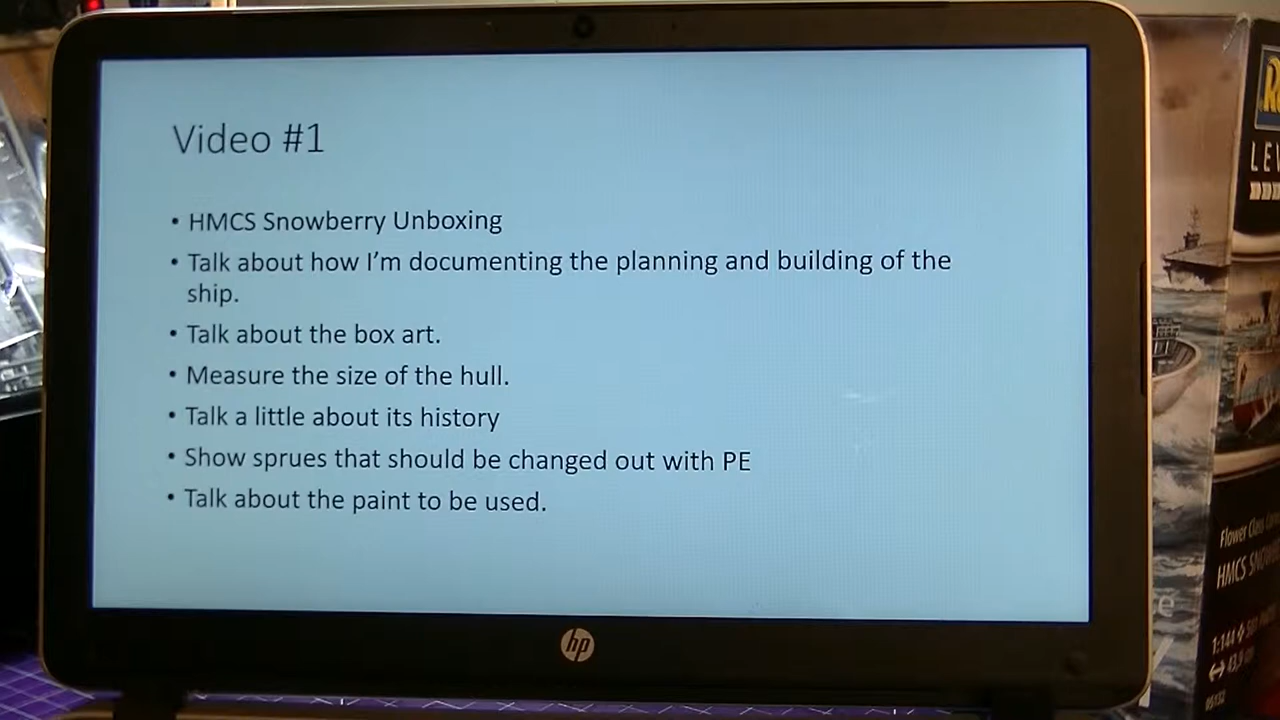 Video #1
• HMCS Snowberry Unboxing
• Talk about how I’m documenting the planning and building of the
ship.
• Talk about the box art.
• Measure the size of the hull.
• Talk a little about its history
• Show sprues that should be changed out with PE
• Talk about the paint to be used.
hp
Flower Class
HMCS
1:144